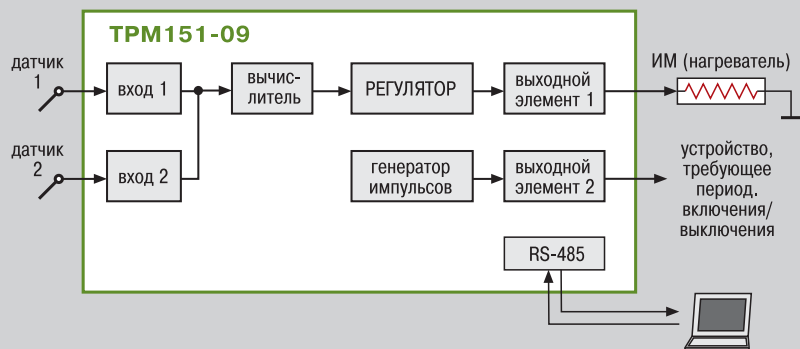 ТРМ151-09
датчик
1
вход 1
вычис-
литель
РЕГУЛЯТОР
выходной
элемент 1
ИМ (нагреватель)
датчик
2
вход 2
генератор
импульсов
выходной
элемент 2
устройство,
требующее
период.
включения/
выключения
RS-485